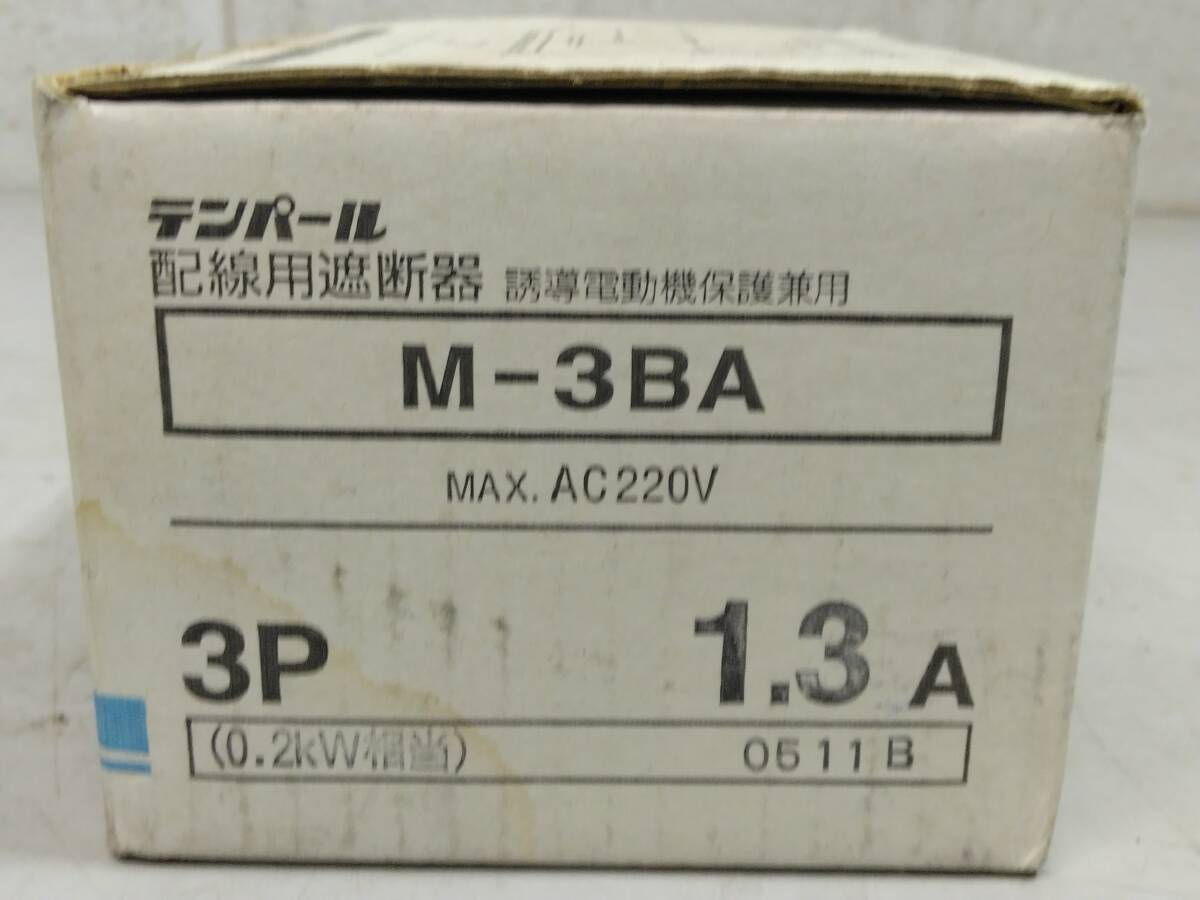 テンパール
配線用遮断器 誘導電動機保護兼用
M-3BA
MAX. AC220V
3P 1.3 A
(0.2kW相当) 0511B